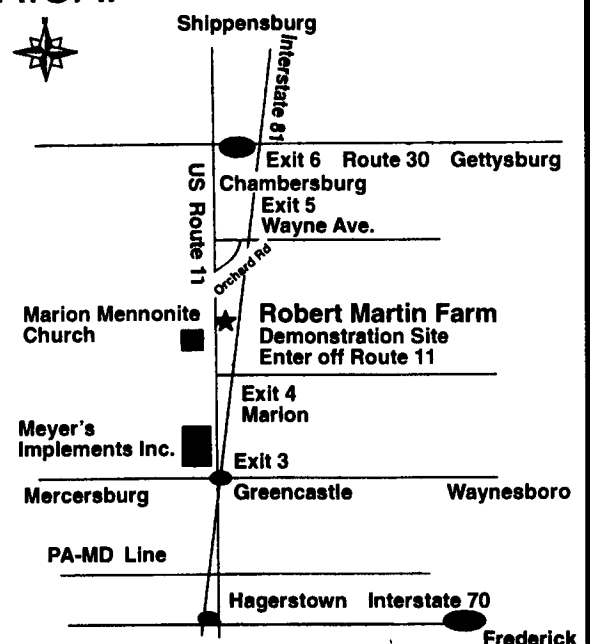 Shippensburg
Interstate 81
Exit 6 Route 30 Gettysburg
US Route 11
Chambersburg
Exit 5
Wayne Ave.
Orchard Rd
Marion Mennonite
Church
Robert Martin Farm
Demonstration Site
Enter off Route 11
Exit 4
Marion
Meyer's
Implements Inc.
Exit 3
Mercersburg
Greencastle
Waynesboro
PA-MD Line
Hagerstown
Interstate 70
Frederick